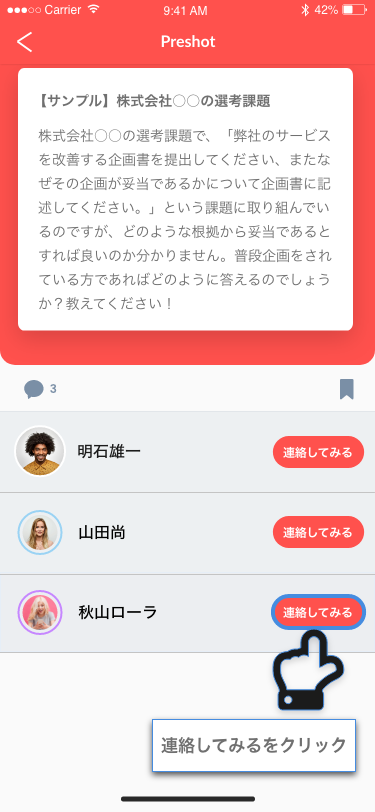 ●●●○○ Carrier 9:41 AM 42%
Preshot
【サンプル】株式会社○○の選考課題
株式会社○○の選考課題で、「弊社のサービス
を改善する企画書を提出してください、またな
ぜその企画が妥当であるかについて企画書に記
述してください。」という課題に取り組んでい
るのですが、どのような根拠から妥当であると
すれば良いのか分かりません。普段企画をされ
ている方であればどのように答えるのでしょう
か？教えてください！
3
明石雄一 連絡してみる
山田尚 連絡してみる
秋山ローラ 連絡してみる
連絡してみるをクリック